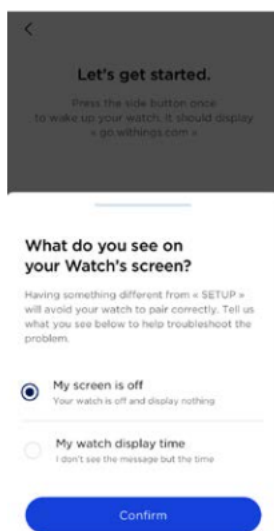 Let's get started.
Press the side button once
to wake up your watch. It should display
« go.withings.com »
What do you see on
your Watch's screen?
Having something different from « SETUP »
will avoid your watch to pair correctly. Tell us
what you see below to help troubleshoot the
problem.
My screen is off
Your watch is off and display nothing
My watch display time
I don't see the message but the time
Confirm